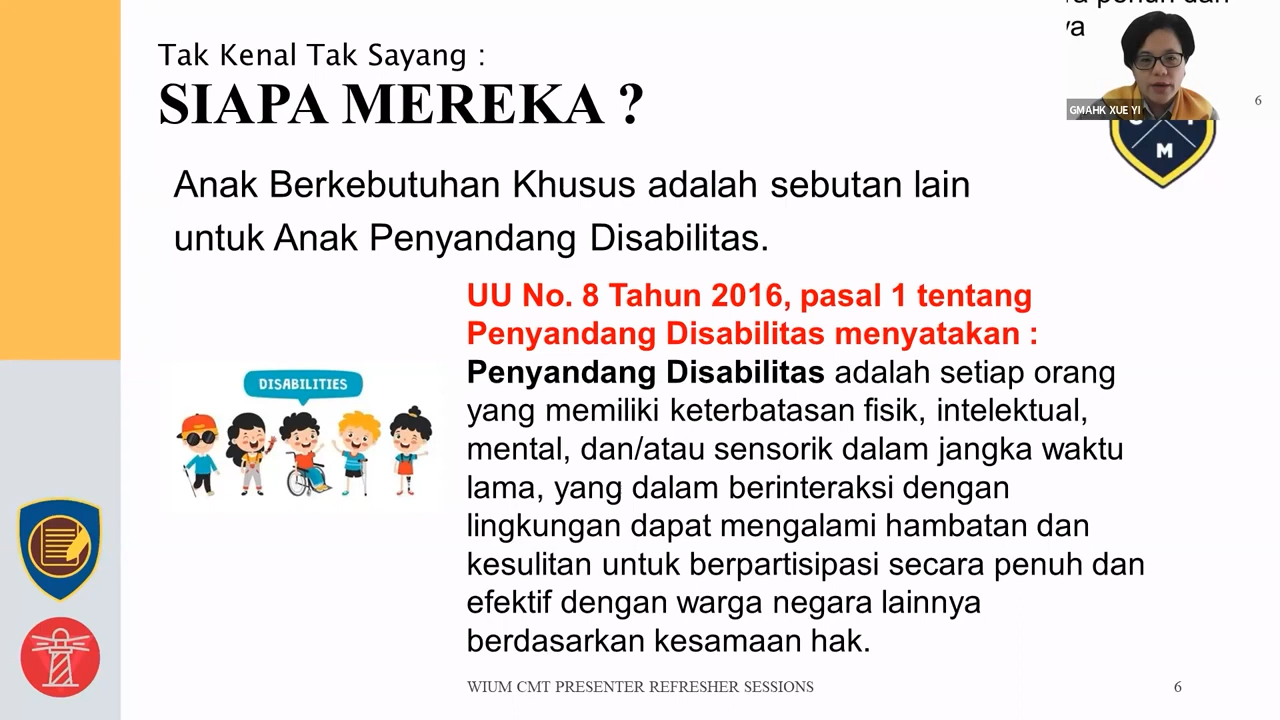 Tak Kenal Tak Sayang :
SIAPA MEREKA ?
GMAHK XUE YI
6
M
Anak Berkebutuhan Khusus adalah sebutan lain
untuk Anak Penyandang Disabilitas.
UU No. 8 Tahun 2016, pasal 1 tentang
Penyandang Disabilitas menyatakan :
Penyandang Disabilitas adalah setiap orang
yang memiliki keterbatasan fisik, intelektual,
mental, dan/atau sensorik dalam jangka waktu
lama, yang dalam berinteraksi dengan
lingkungan dapat mengalami hambatan dan
kesulitan untuk berpartisipasi secara penuh dan
efektif dengan warga negara lainnya
berdasarkan kesamaan hak.
DISABILITIES
WIUM CMT PRESENTER REFRESHER SESSIONS
6